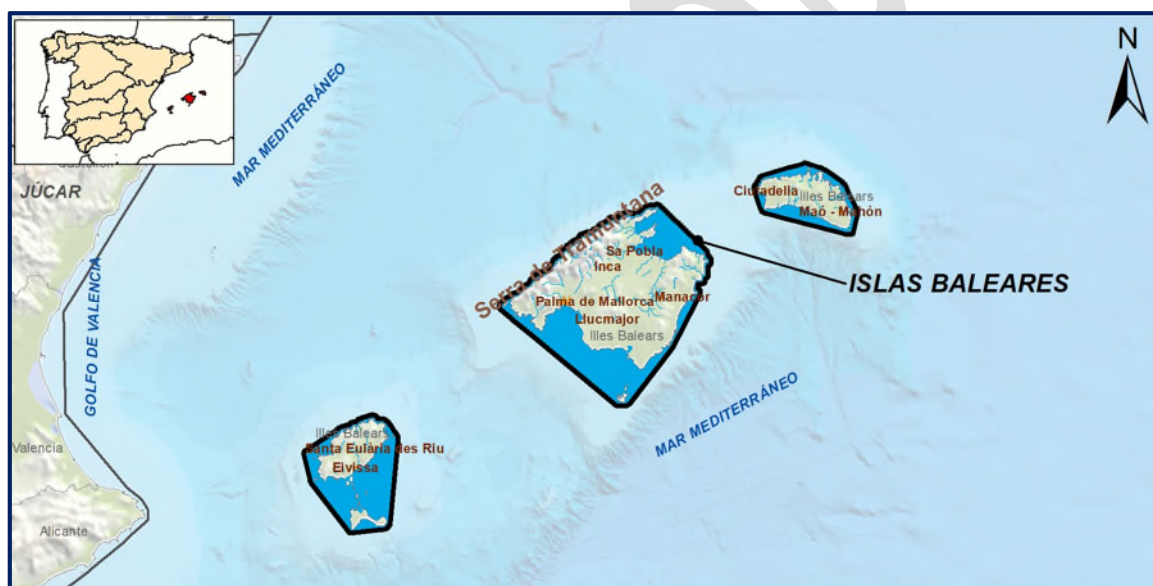 N
MAR MEDITERRÁNEO
JÚCAR
Ciutadella
Illes Balears
Maó - Mahón
Serra de Tramuntana
Sa Pobla
Inca
ISLAS BALEARES
Palma de Mallorca
Manacor
Llucmajor
Illes Balears
GOLFO DE VALENCIA
MAR MEDITERRÁNEO
Illes Balears
Santa Eulària des Riu
Eivissa
Valencia
Alicante